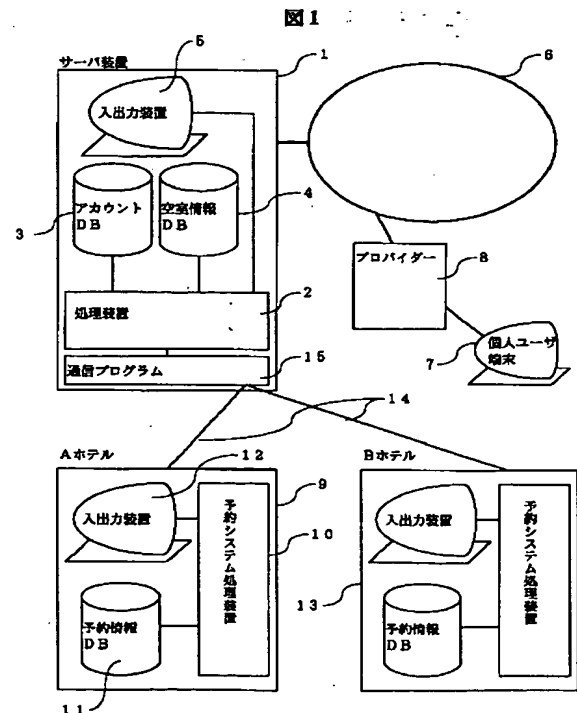 図1
5
サーバ装置
1
6
入出力装置
アカウント
DB
空室情報
DB
4
3
プロバイダー
8
2
処理装置
個人ユーザ
端末
7
15
通信プログラム
14
Aホテル
12
Bホテル
9
入出力装置
予約システム処理装置
10
入出力装置
予約システム処理装置
13
予約情報
DB
予約情報
DB
11